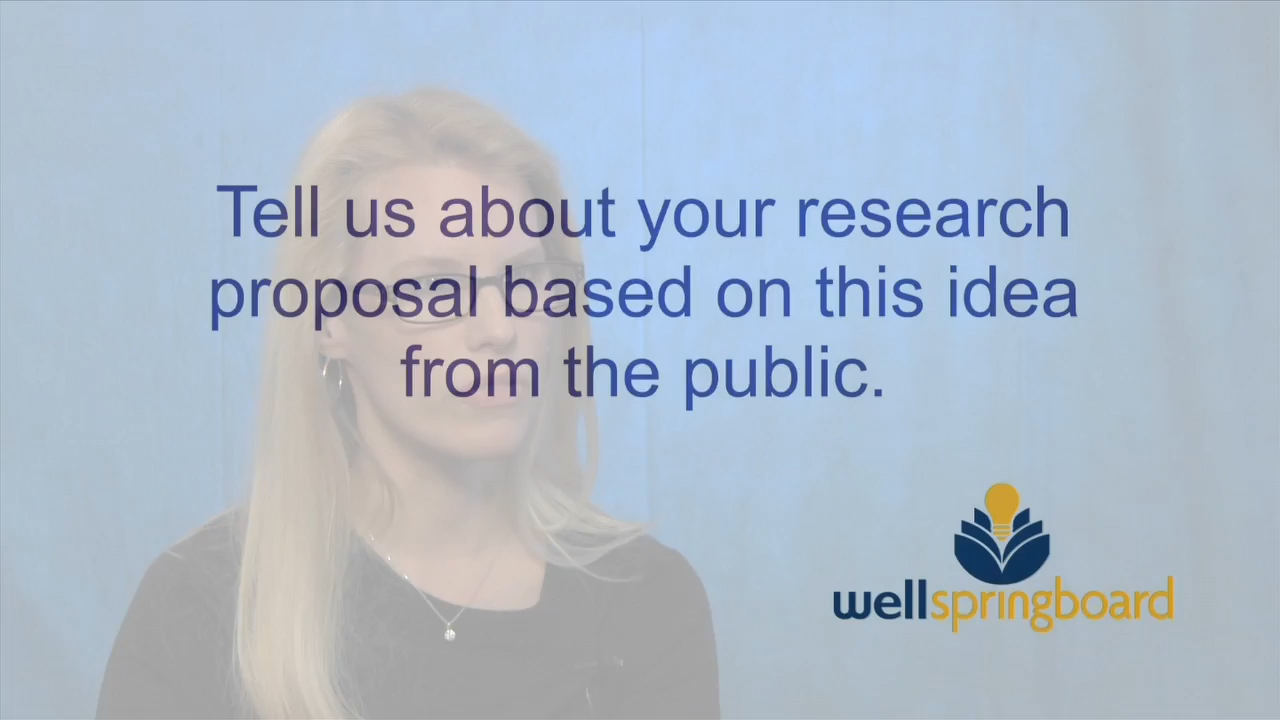 Tell us about your research
proposal based on this idea
from the public.
wellspringboard